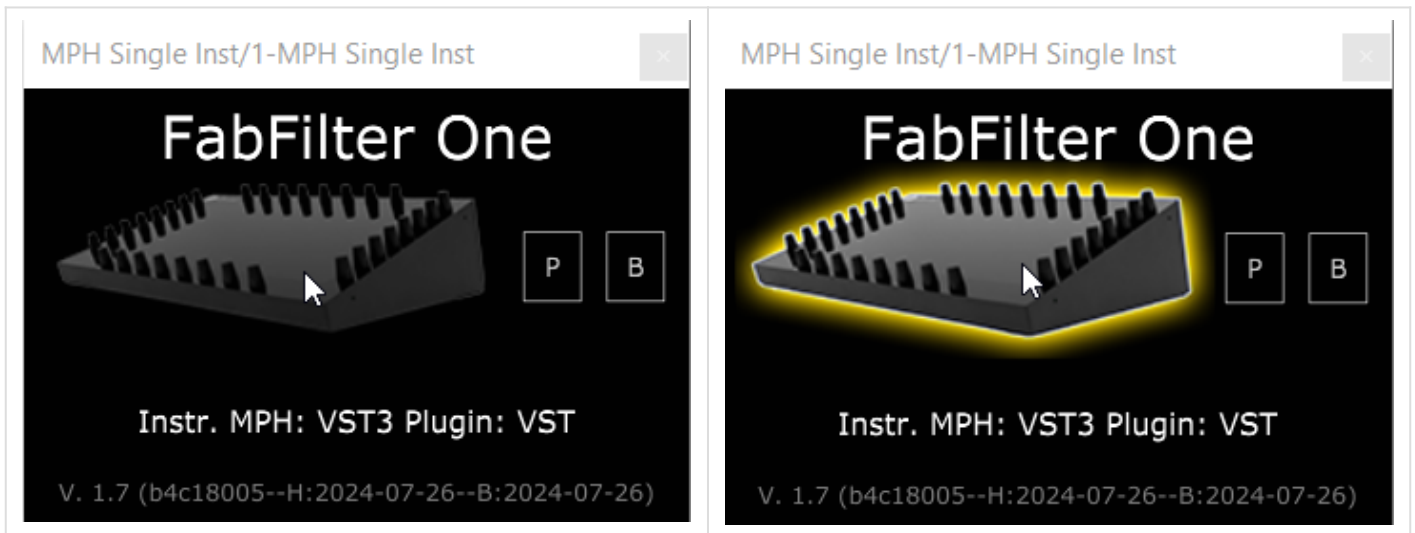 MPH Single Inst/1-MPH Single Inst ×
FabFilter One
P B
Instr. MPH: VST3 Plugin: VST
V. 1.7 (b4c18005--H:2024-07-26--B:2024-07-26)
MPH Single Inst/1-MPH Single Inst ×
FabFilter One
P B
Instr. MPH: VST3 Plugin: VST
V. 1.7 (b4c18005--H:2024-07-26--B:2024-07-26)